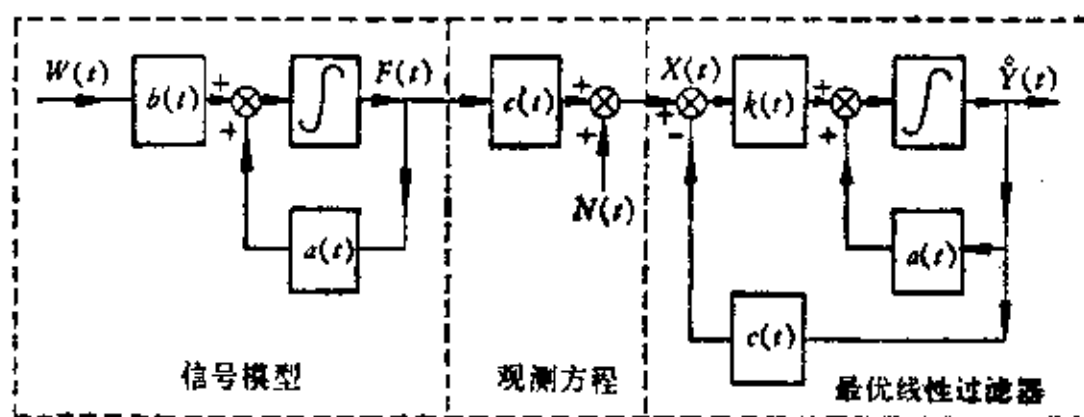 W(t)
b(t)
+
+
∫
F(t)
a(t)
c(t)
+
+
N(t)
X(t)
+
-
k(t)
+
+
∫
Ŷ(t)
a(t)
c(t)
信号模型
观测方程
最优线性过滤器